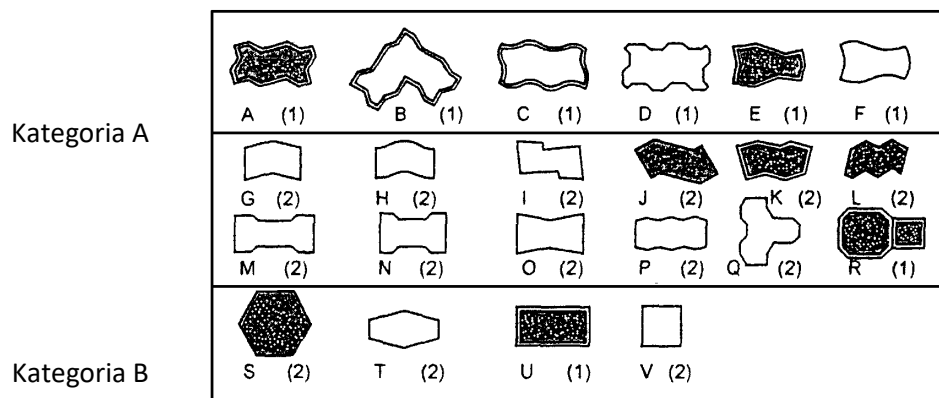 A (1) B (1) C (1) D (1) E (1) F (1)
Kategoria A
G (2) H (2) I (2) J (2) K (2) L (2)
M (2) N (2) O (2) P (2) Q (2) R (1)
S (2) T (2) U (1) V (2)
Kategoria B